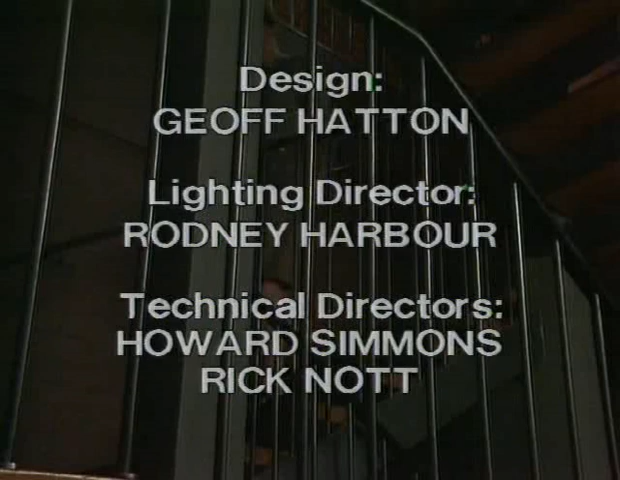 Design:
GEOFF HATTON
Lighting Director:
RODNEY HARBOUR
Technical Directors:
HOWARD SIMMONS
RICK NOTT